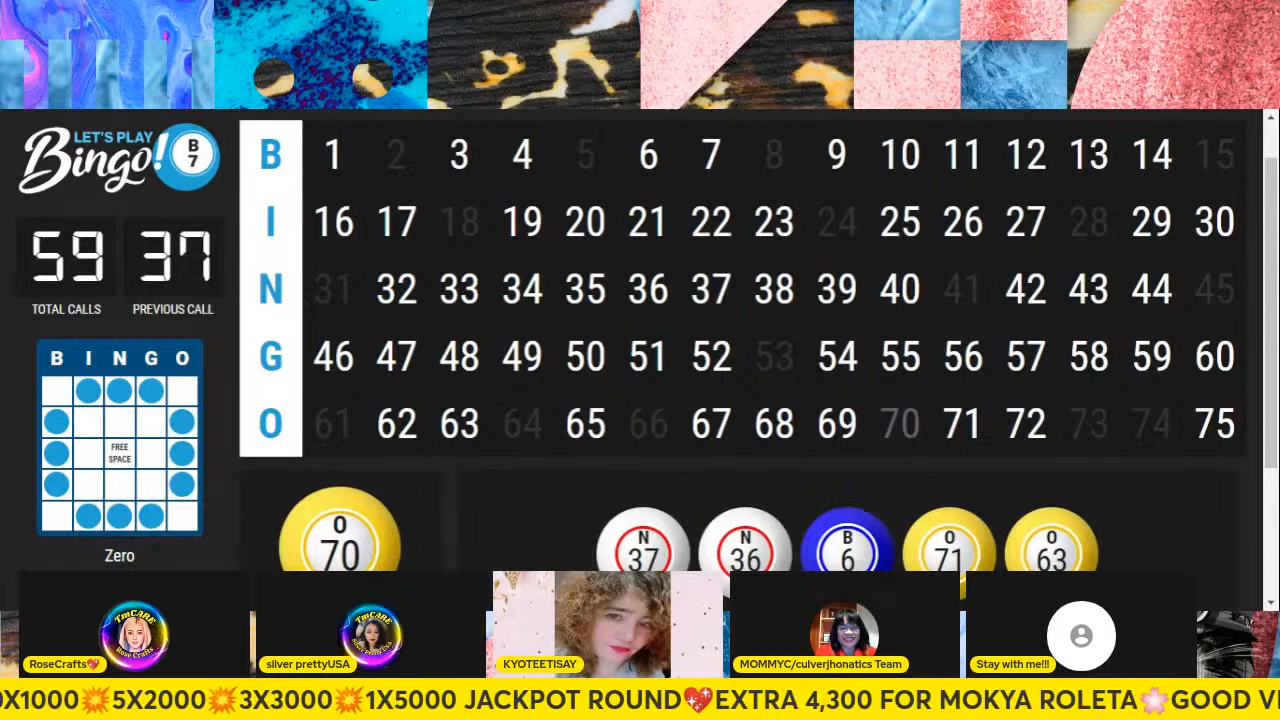 LET'S PLAY
Bingo!
B
7
59
37
TOTAL CALLS
PREVIOUS CALL
B I N G O
FREE
SPACE
Zero
B 1 2 3 4 5 6 7 8 9 10 11 12 13 14 15
I 16 17 18 19 20 21 22 23 24 25 26 27 28 29 30
N 31 32 33 34 35 36 37 38 39 40 41 42 43 44 45
G 46 47 48 49 50 51 52 53 54 55 56 57 58 59 60
O 61 62 63 64 65 66 67 68 69 70 71 72 73 74 75
O
70
N
37
N
36
B
6
O
71
O
63
TmCARE
Rose Crafts
TmCARE
RoseCrafts💖
silver prettyUSA
KYOTEETISAY
MOMMYC/culverjhonatics Team
Stay with me!!!
0X1000💥5X2000💥3X3000💥1X5000 JACKPOT ROUND💖EXTRA 4,300 FOR MOKYA ROLETA🌸GOOD